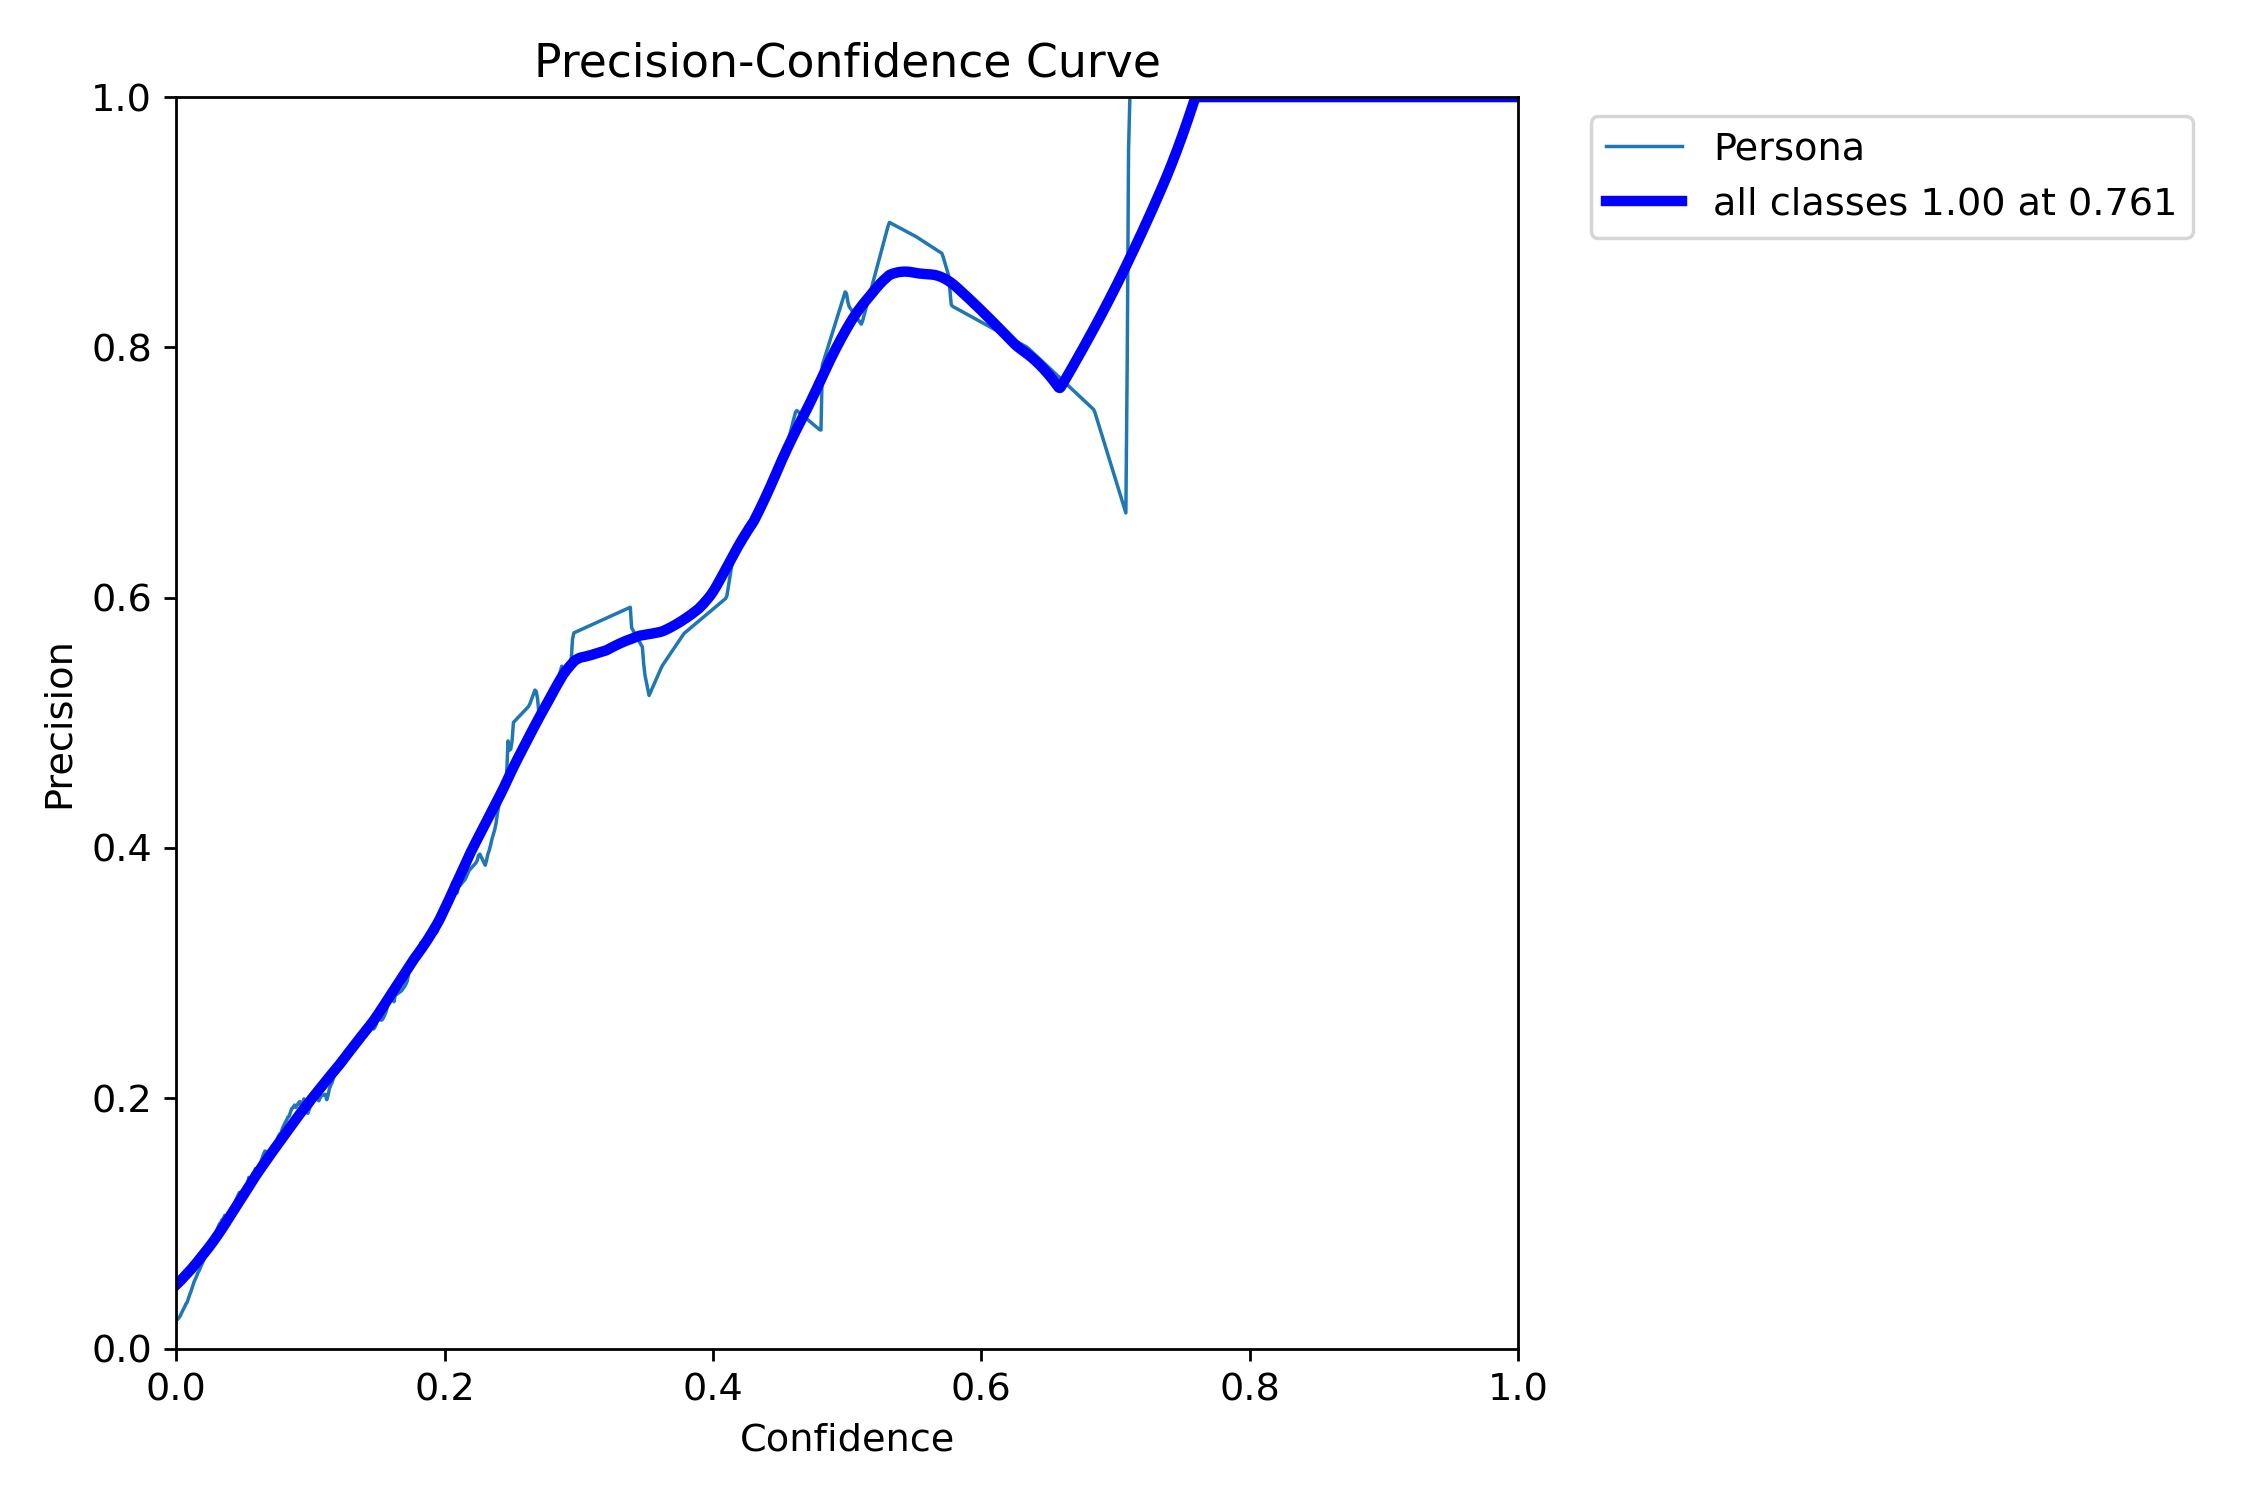 Precision-Confidence Curve
Persona
all classes 1.00 at 0.761
Precision
1.0
0.8
0.6
0.4
0.2
0.0
0.0 0.2 0.4 0.6 0.8 1.0
Confidence